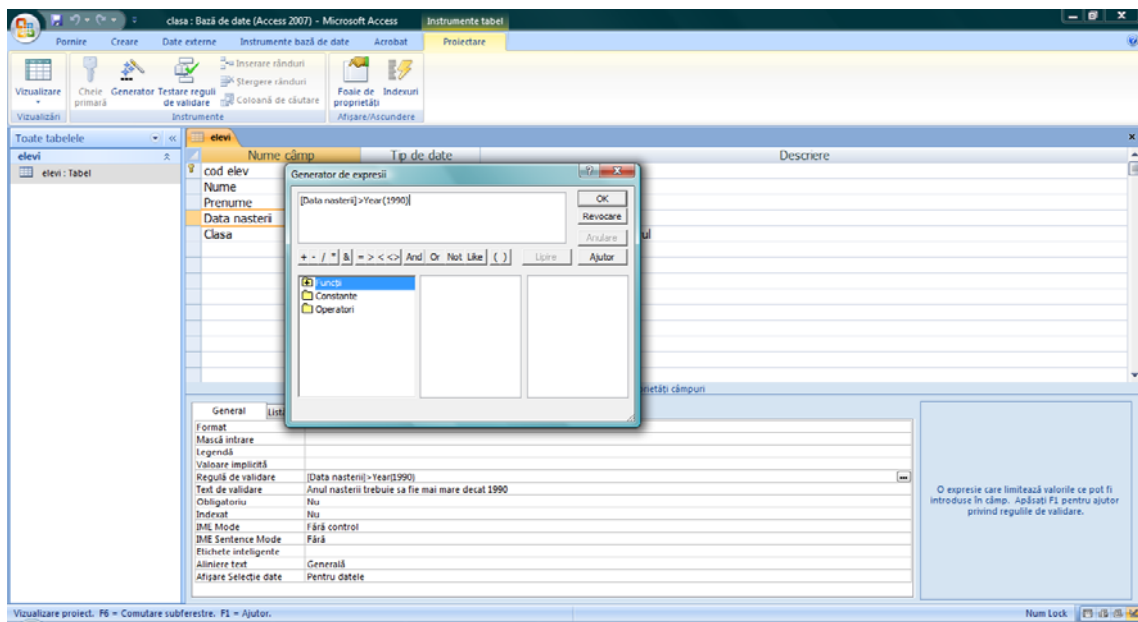 clasa : Bază de date (Access 2007) - Microsoft Access
Instrumente tabel
Pornire Creare Date externe Instrumente bază de date Acrobat Proiectare
Vizualizare
Cheie primară
Generator
Testare reguli de validare
Inserare rânduri
Ștergere rânduri
Coloană de căutare
Foaie de proprietăți
Indexuri
Vizualizări Instrumente Afișare/Ascundere
Toate tabelele
elevi
elevi : Tabel
elevi
Nume câmp Tip de date Descriere
cod elev
Nume
Prenume
Data nasterii
Clasa ul
Generator de expresii
[Data nasterii]>Year(1990)
OK
Revocare
Anulare
Ajutor
+ - / * & = > < <> And Or Not Like ( ) Lipire
Funcții
Constante
Operatori
rietăți câmpuri
General Listă
Format
Mască intrare
Legendă
Valoare implicită
Regulă de validare [Data nasterii]>Year(1990)
Text de validare Anul nasterii trebuie sa fie mai mare decat 1990
Obligatoriu Nu
Indexat Nu
IME Mode Fără control
IME Sentence Mode Fără
Etichete inteligente
Aliniere text Generală
Afișare Selecție date Pentru datele
O expresie care limitează valorile ce pot fi
introduse în câmp. Apăsați F1 pentru ajutor
privind regulile de validare.
Vizualizare proiect. F6 = Comutare subferestre. F1 = Ajutor.
Num Lock